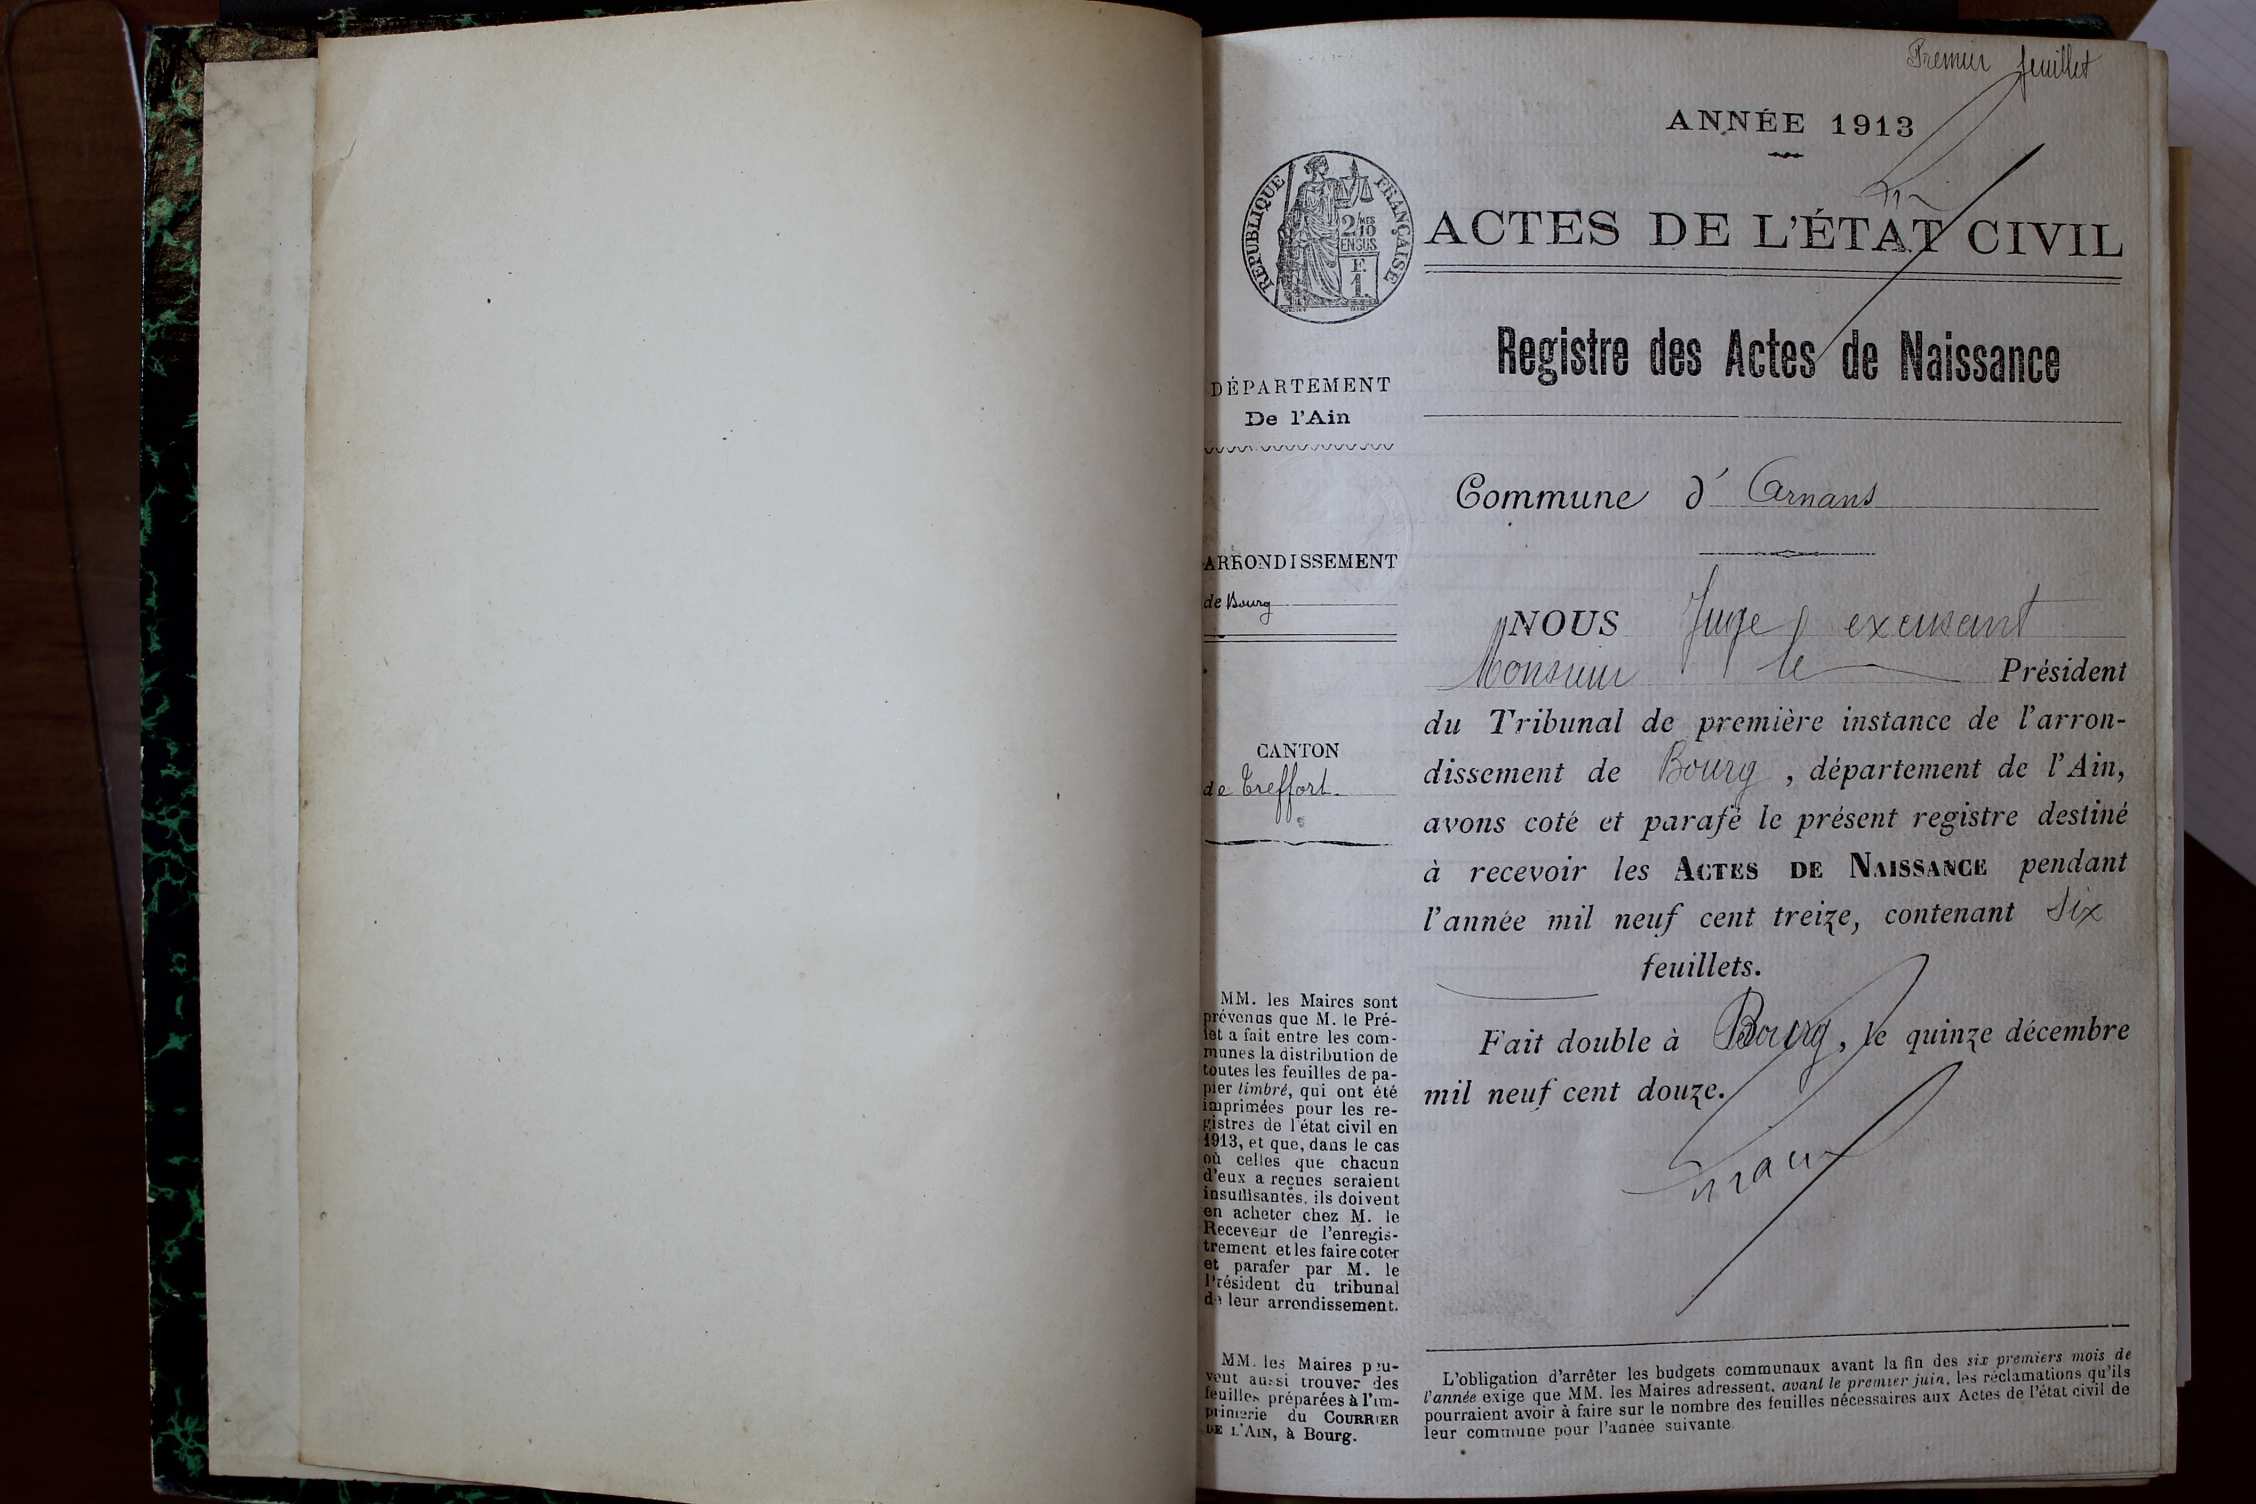 Premier feuillet
ANNÉE 1913
RÉPUBLIQUE FRANÇAISE
2/10 MES
EN SUS
F.
1.
ACTES DE L'ÉTAT CIVIL
Registre des Actes de Naissance
DÉPARTEMENT
De l'Ain
Commune d' Arnans
ARRONDISSEMENT
de Bourg
CANTON
de Treffort.
NOUS Juge excusant
Monsieur le Président
du Tribunal de première instance de l'arron-
dissement de Bourg, département de l'Ain,
avons coté et parafé le présent registre destiné
à recevoir les ACTES DE NAISSANCE pendant
l'année mil neuf cent treize, contenant Six
feuillets.
Fait double à Bourg, le quinze décembre
mil neuf cent douze.
MM. les Maires sont
prévenus que M. le Pré-
fet a fait entre les com-
munes la distribution de
toutes les feuilles de pa-
pier timbré, qui ont été
imprimées pour les re-
gistres de l'état civil en
1913, et que, dans le cas
où celles que chacun
d'eux a reçues seraient
insuffisantes, ils doivent
en acheter chez M. le
Receveur de l'enregis-
trement et les faire coter
et parafer par M. le
Président du tribunal
de leur arrondissement.
MM. les Maires peu-
vent aussi trouver des
feuilles préparées à l'im-
primerie du COURRIER
DE L'AIN, à Bourg.
L'obligation d'arrêter les budgets communaux avant la fin des six premiers mois de
l'année exige que MM. les Maires adressent, avant le premier juin, les réclamations qu'ils
pourraient avoir à faire sur le nombre des feuilles nécessaires aux Actes de l'état civil de
leur commune pour l'année suivante.